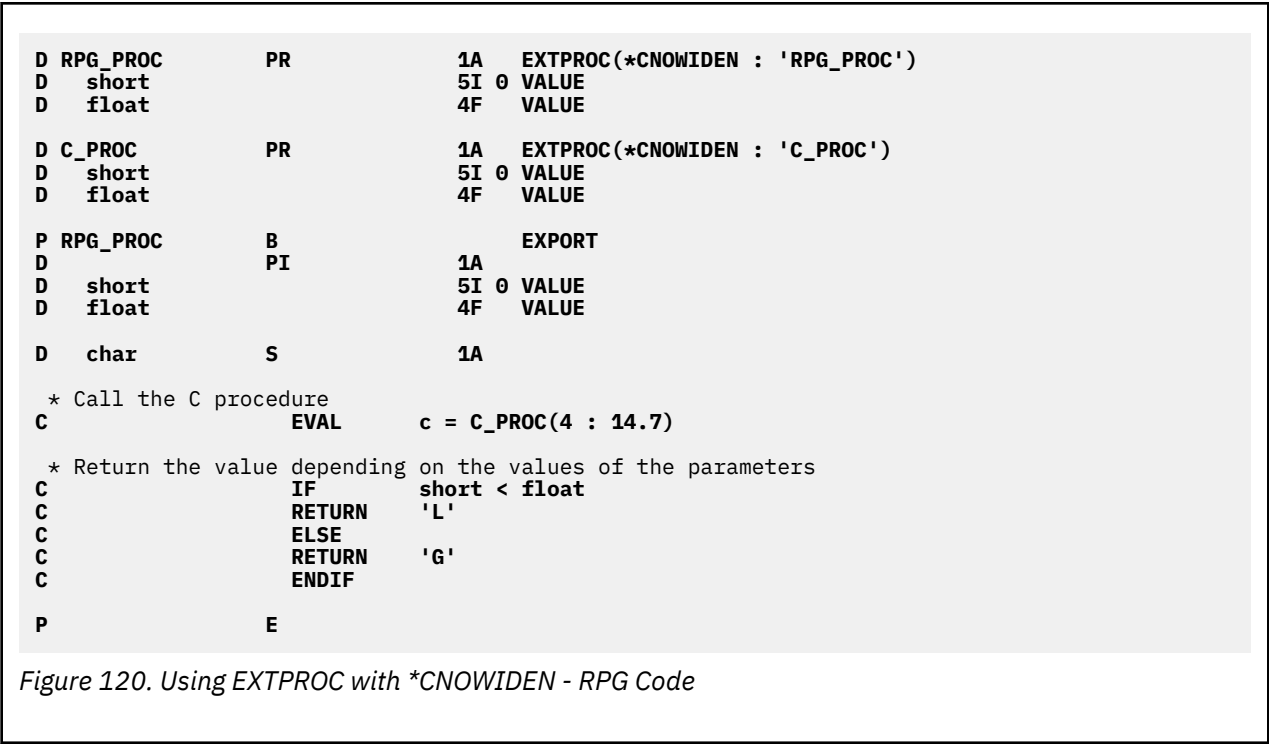 D RPG_PROC        PR             1A   EXTPROC(*CNOWIDEN : 'RPG_PROC')
D   short                        5I 0 VALUE
D   float                        4F   VALUE
D C_PROC          PR             1A   EXTPROC(*CNOWIDEN : 'C_PROC')
D   short                        5I 0 VALUE
D   float                        4F   VALUE
P RPG_PROC        B                   EXPORT
D                 PI             1A
D   short                        5I 0 VALUE
D   float                        4F   VALUE
D   char          S              1A
 * Call the C procedure
C                   EVAL      c = C_PROC(4 : 14.7)
 * Return the value depending on the values of the parameters
C                   IF        short < float
C                   RETURN    'L'
C                   ELSE
C                   RETURN    'G'
C                   ENDIF
P                 E
Figure 120. Using EXTPROC with *CNOWIDEN - RPG Code